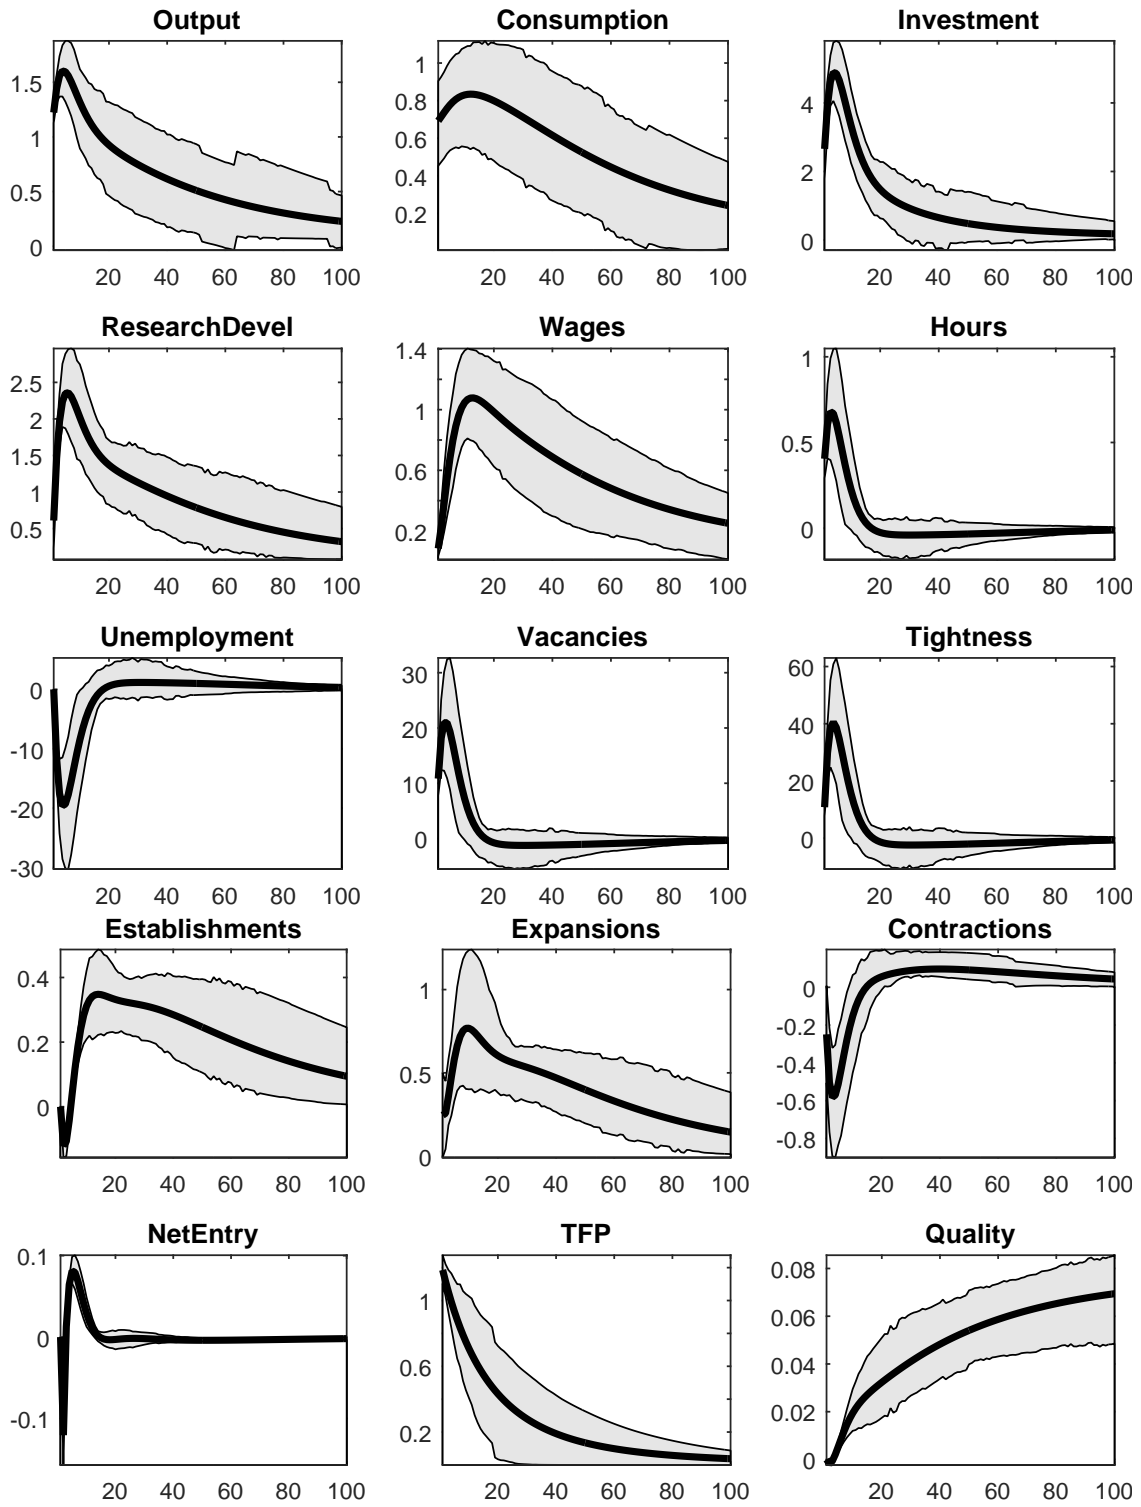 Output Consumption Investment
1.5
1
0.5
0
20 40 60 80 100
1
0.8
0.6
0.4
0.2
20 40 60 80 100
4
2
0
20 40 60 80 100
ResearchDevel Wages Hours
2.5
2
1.5
1
0.5
20 40 60 80 100
1.4
1
0.6
0.2
20 40 60 80 100
1
0.5
0
20 40 60 80 100
Unemployment Vacancies Tightness
0
-10
-20
-30
20 40 60 80 100
30
20
10
0
20 40 60 80 100
60
40
20
0
20 40 60 80 100
Establishments Expansions Contractions
0.4
0.2
0
20 40 60 80 100
1
0.5
0
20 40 60 80 100
0
-0.2
-0.4
-0.6
-0.8
20 40 60 80 100
NetEntry TFP Quality
0.1
0
-0.1
20 40 60 80 100
1
0.6
0.2
20 40 60 80 100
0.08
0.06
0.04
0.02
0
20 40 60 80 100